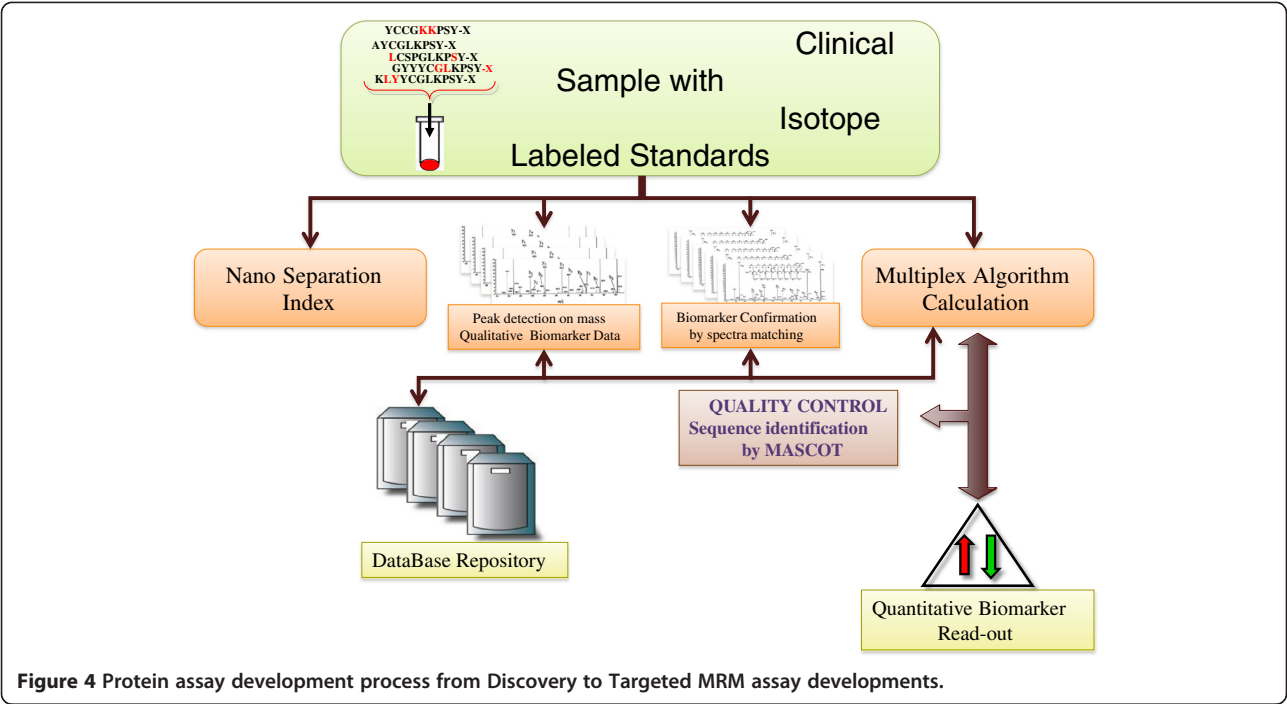 YCCGKKPSY-X
AYCGLKPSY-X
LCSPGLKPSY-X
GYYYCGLKPSY-X
KLYYCGLKPSY-X
Clinical
Sample with
Isotope
Labeled Standards
Nano Separation
Index
Peak detection on mass
Qualitative Biomarker Data
Biomarker Confirmation
by spectra matching
Multiplex Algorithm
Calculation
QUALITY CONTROL
Sequence identification
by MASCOT
DataBase Repository
Quantitative Biomarker
Read-out
Figure 4 Protein assay development process from Discovery to Targeted MRM assay developments.